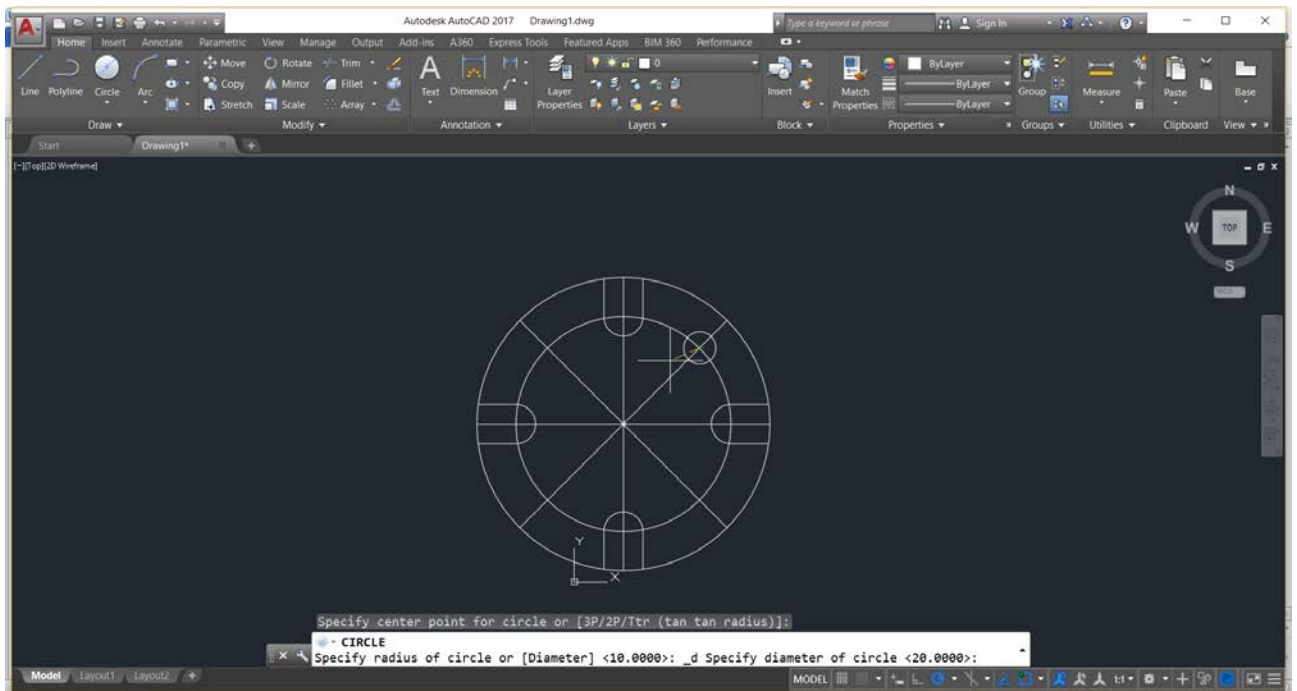 A
Autodesk AutoCAD 2017 Drawing1.dwg
Type a keyword or phrase
Sign In
?
Home Insert Annotate Parametric View Manage Output Add-ins A360 Express Tools Featured Apps BIM 360 Performance
Move Rotate Trim 0
Copy Mirror Fillet
Line Polyline Circle Arc
Stretch Scale Array
A
Text Dimension
Layer Properties
Insert
Match Properties
ByLayer
ByLayer
ByLayer
Group Measure Paste Base
Draw Modify Annotation Layers Block Properties Groups Utilities Clipboard View
Start Drawing1* +
[-][Top][2D Wireframe]
N
W TOP E
S
WCS
Y
X
Specify center point for circle or [3P/2P/Ttr (tan tan radius)]:
- CIRCLE
Specify radius of circle or [Diameter] <10.0000>: _d Specify diameter of circle <20.0000>:
Model Layout1 Layout2 +
MODEL 1:1